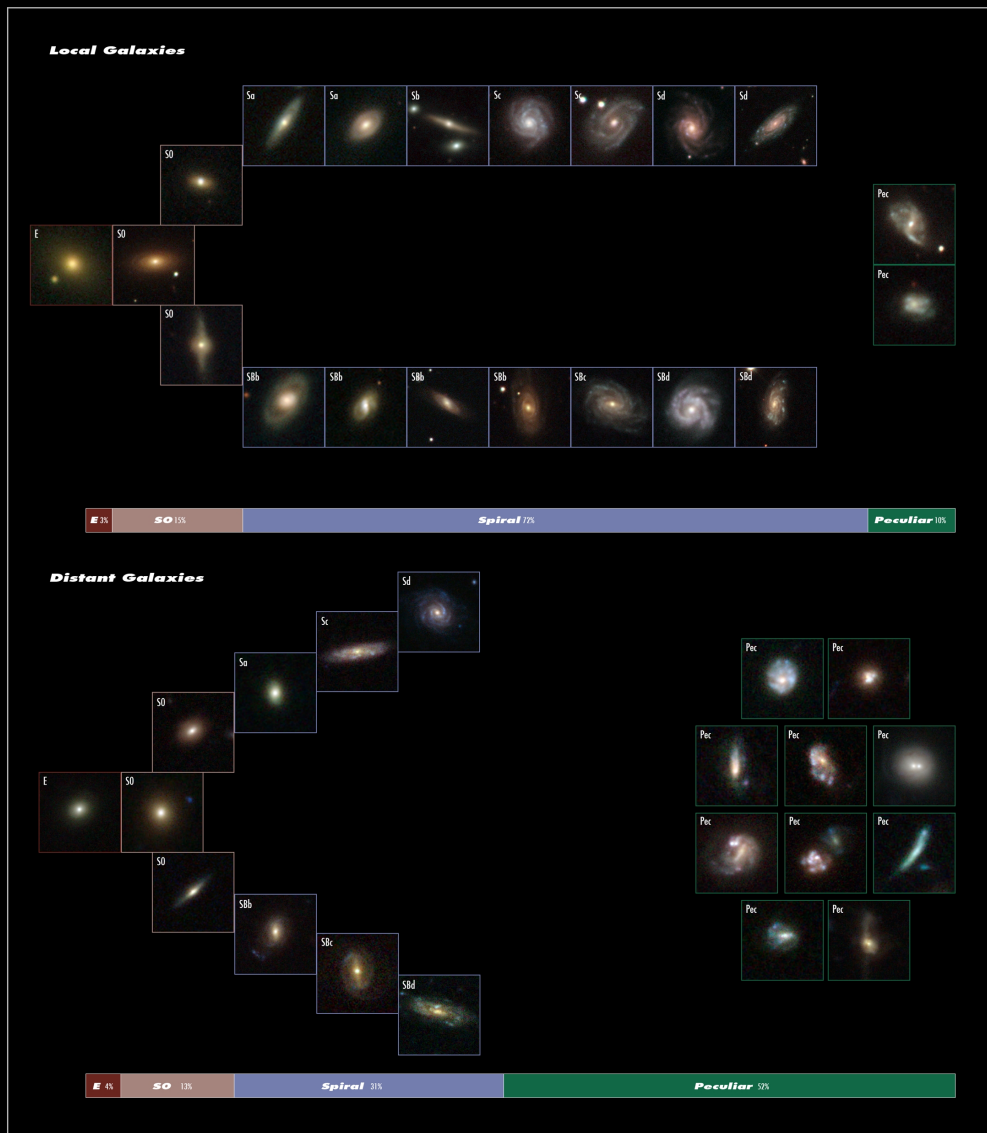 Local Galaxies
Sa Sa Sb Sc Sc Sd Sd
S0
Pec
E S0
Pec
S0
SBb SBb SBb SBb SBc SBd SBd
E 3% SO 15% Spiral 72% Peculiar 10%
Distant Galaxies
Sd
Sc
Pec Pec
Sa
S0
Pec Pec Pec
E S0
Pec Pec Pec
S0
SBb
Pec Pec
SBc
SBd
E 4% SO 13% Spiral 31% Peculiar 52%